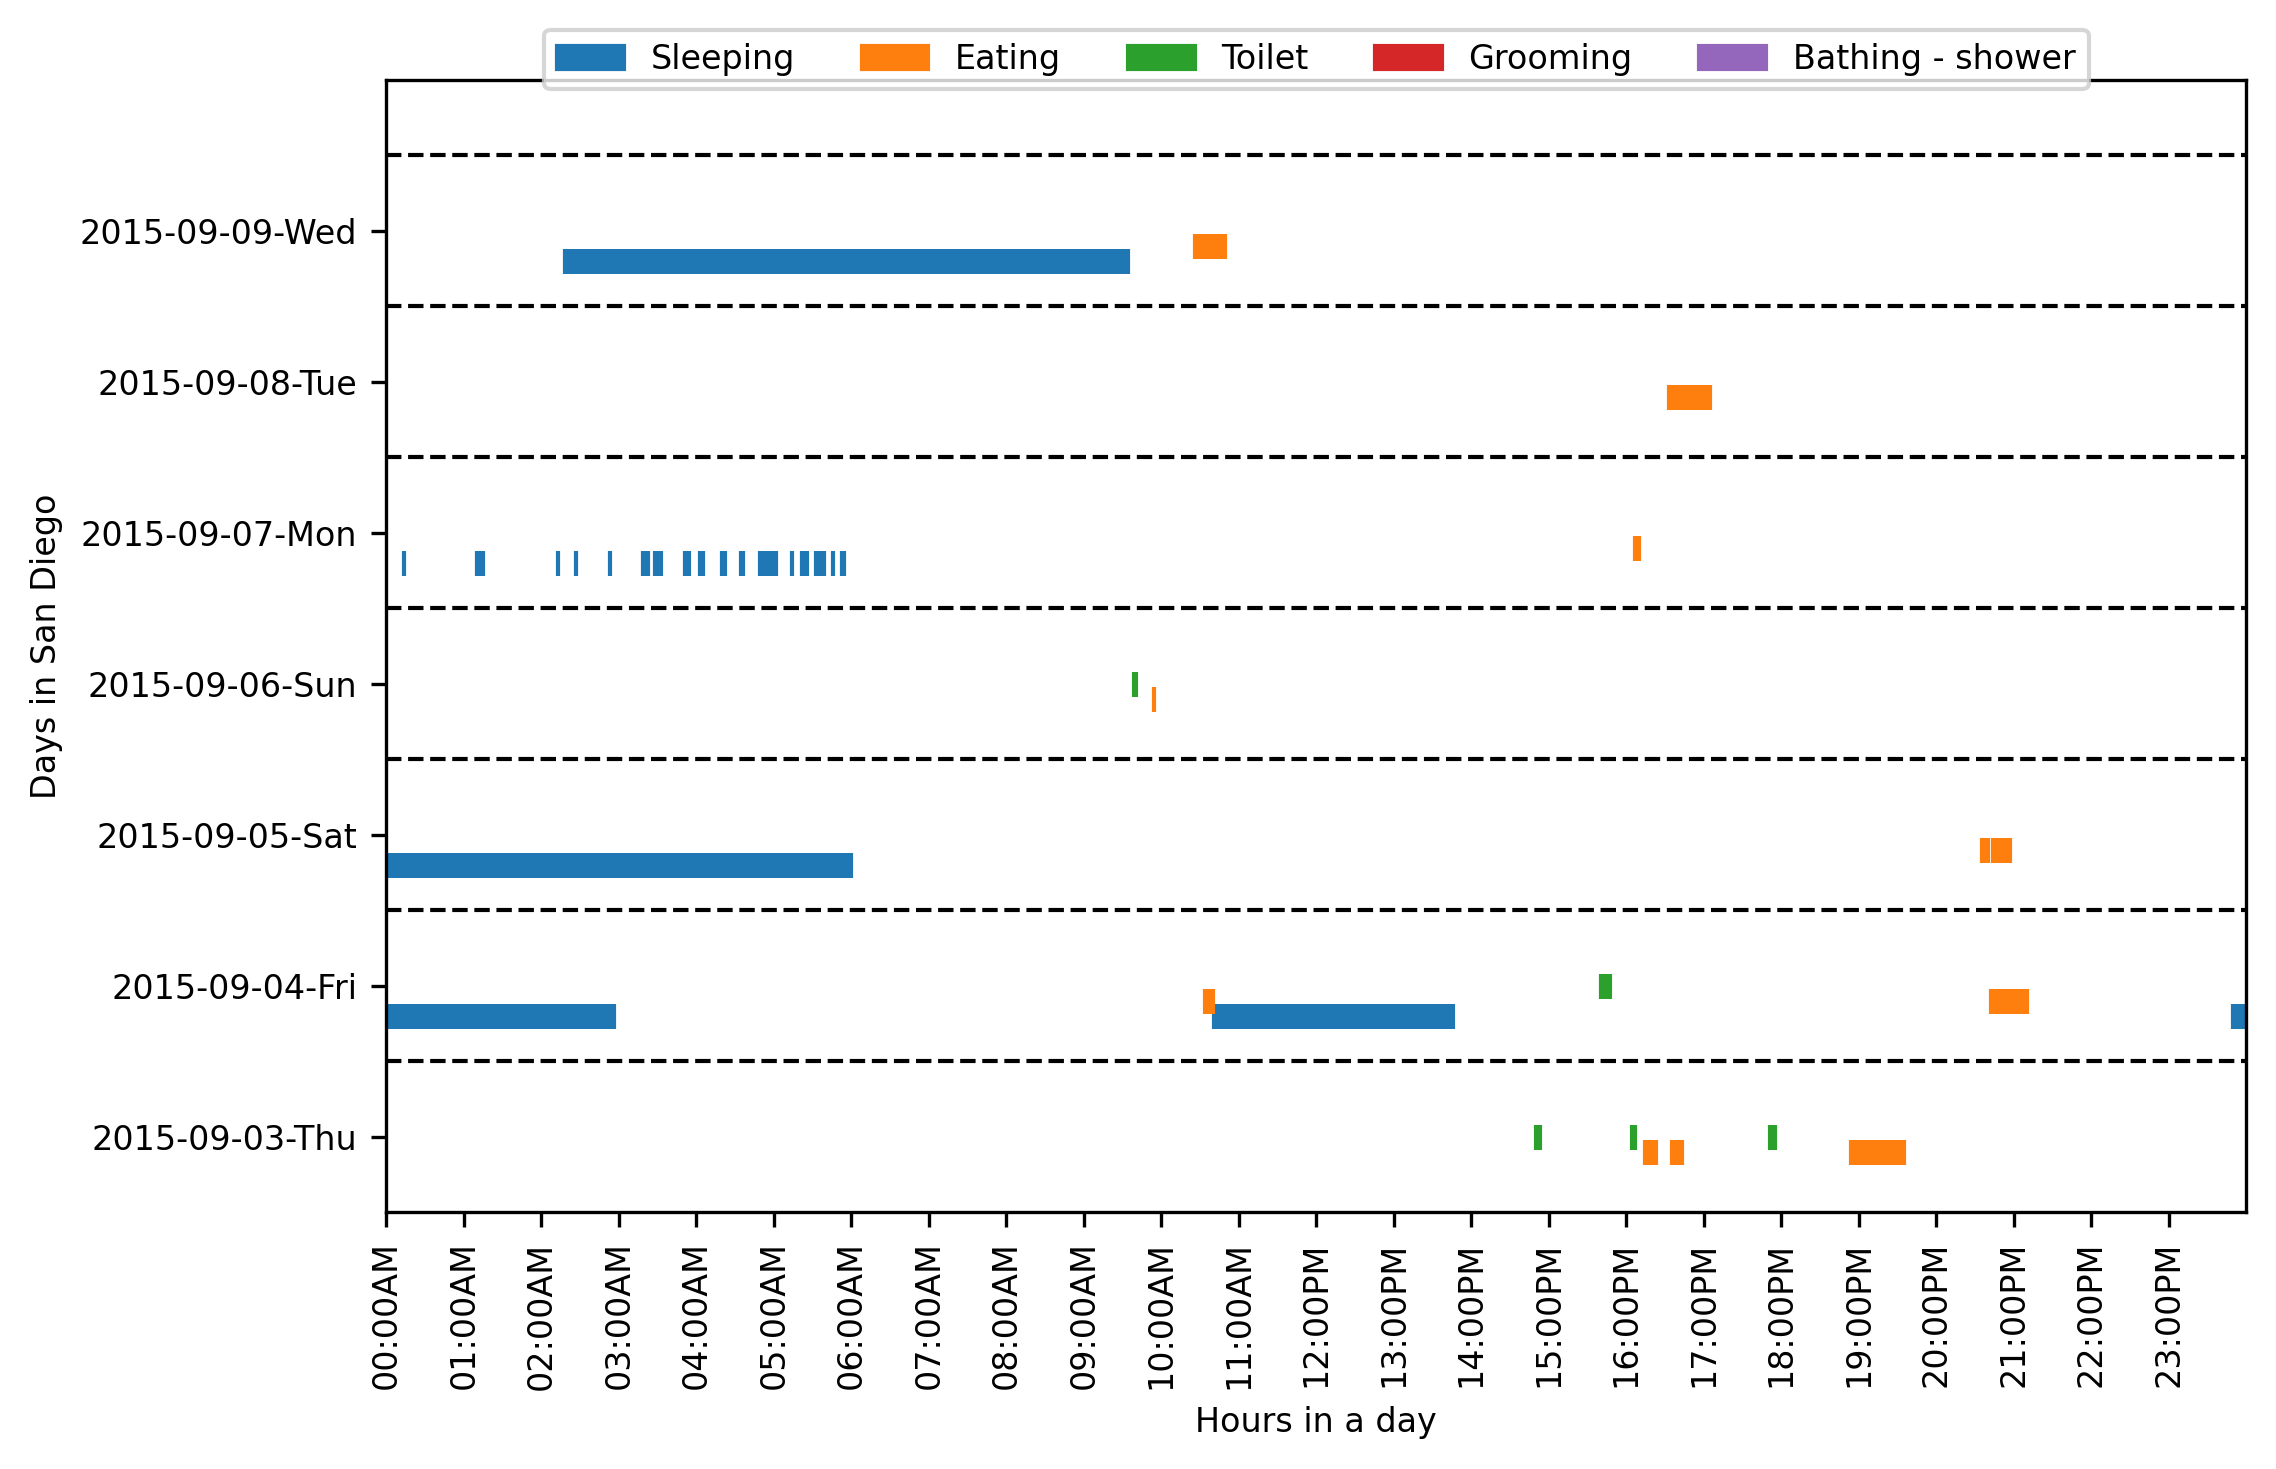 Sleeping Eating Toilet Grooming Bathing - shower
Days in San Diego
2015-09-09-Wed
2015-09-08-Tue
2015-09-07-Mon
2015-09-06-Sun
2015-09-05-Sat
2015-09-04-Fri
2015-09-03-Thu
00:00AM
01:00AM
02:00AM
03:00AM
04:00AM
05:00AM
06:00AM
07:00AM
08:00AM
09:00AM
10:00AM
11:00AM
12:00PM
13:00PM
14:00PM
15:00PM
16:00PM
17:00PM
18:00PM
19:00PM
20:00PM
21:00PM
22:00PM
23:00PM
Hours in a day